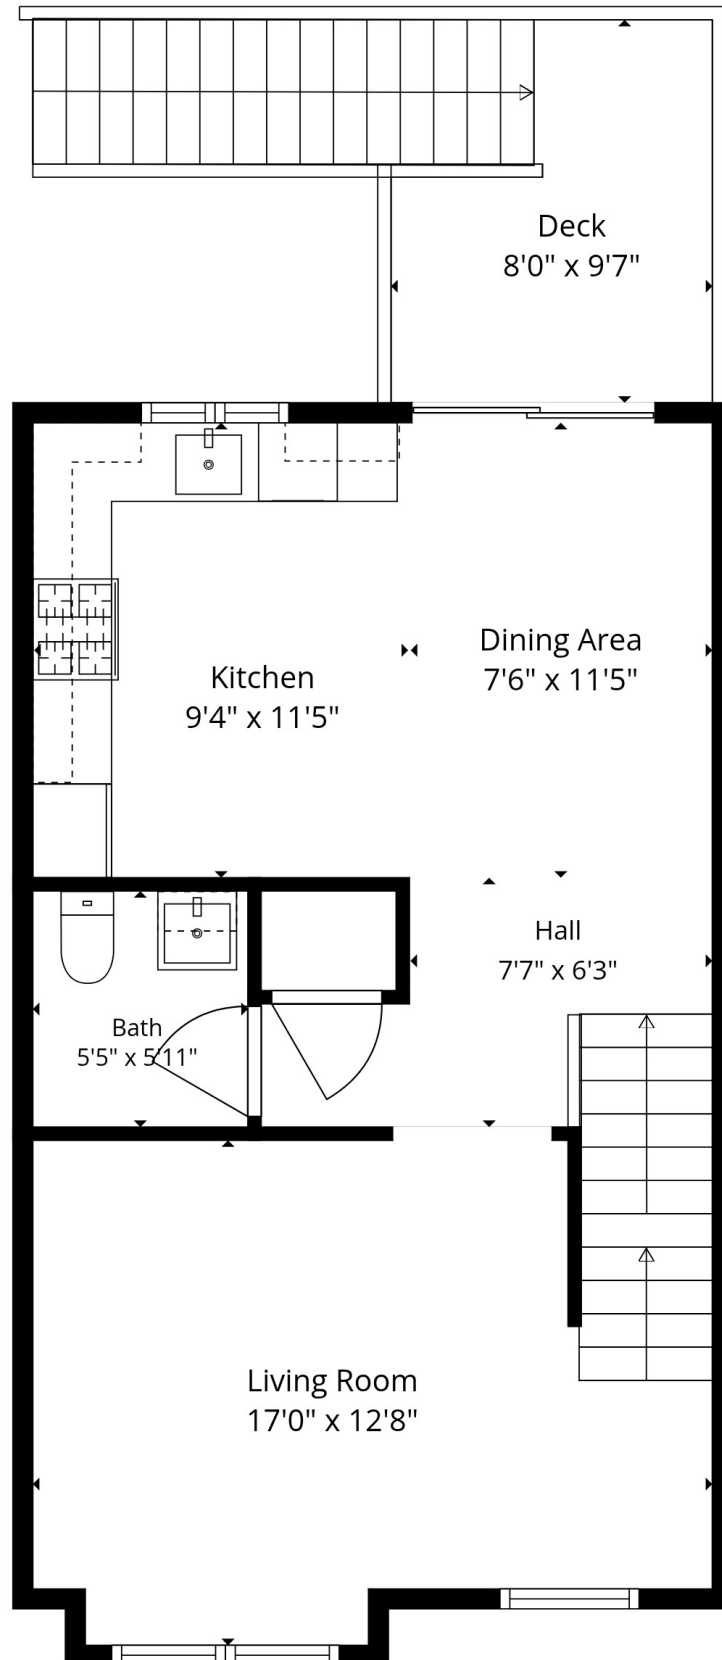 Deck
8'0" x 9'7"
Dining Area
7'6" x 11'5"
Kitchen
9'4" x 11'5"
Hall
7'7" x 6'3"
Bath
5'5" x 5'11"
Living Room
17'0" x 12'8"